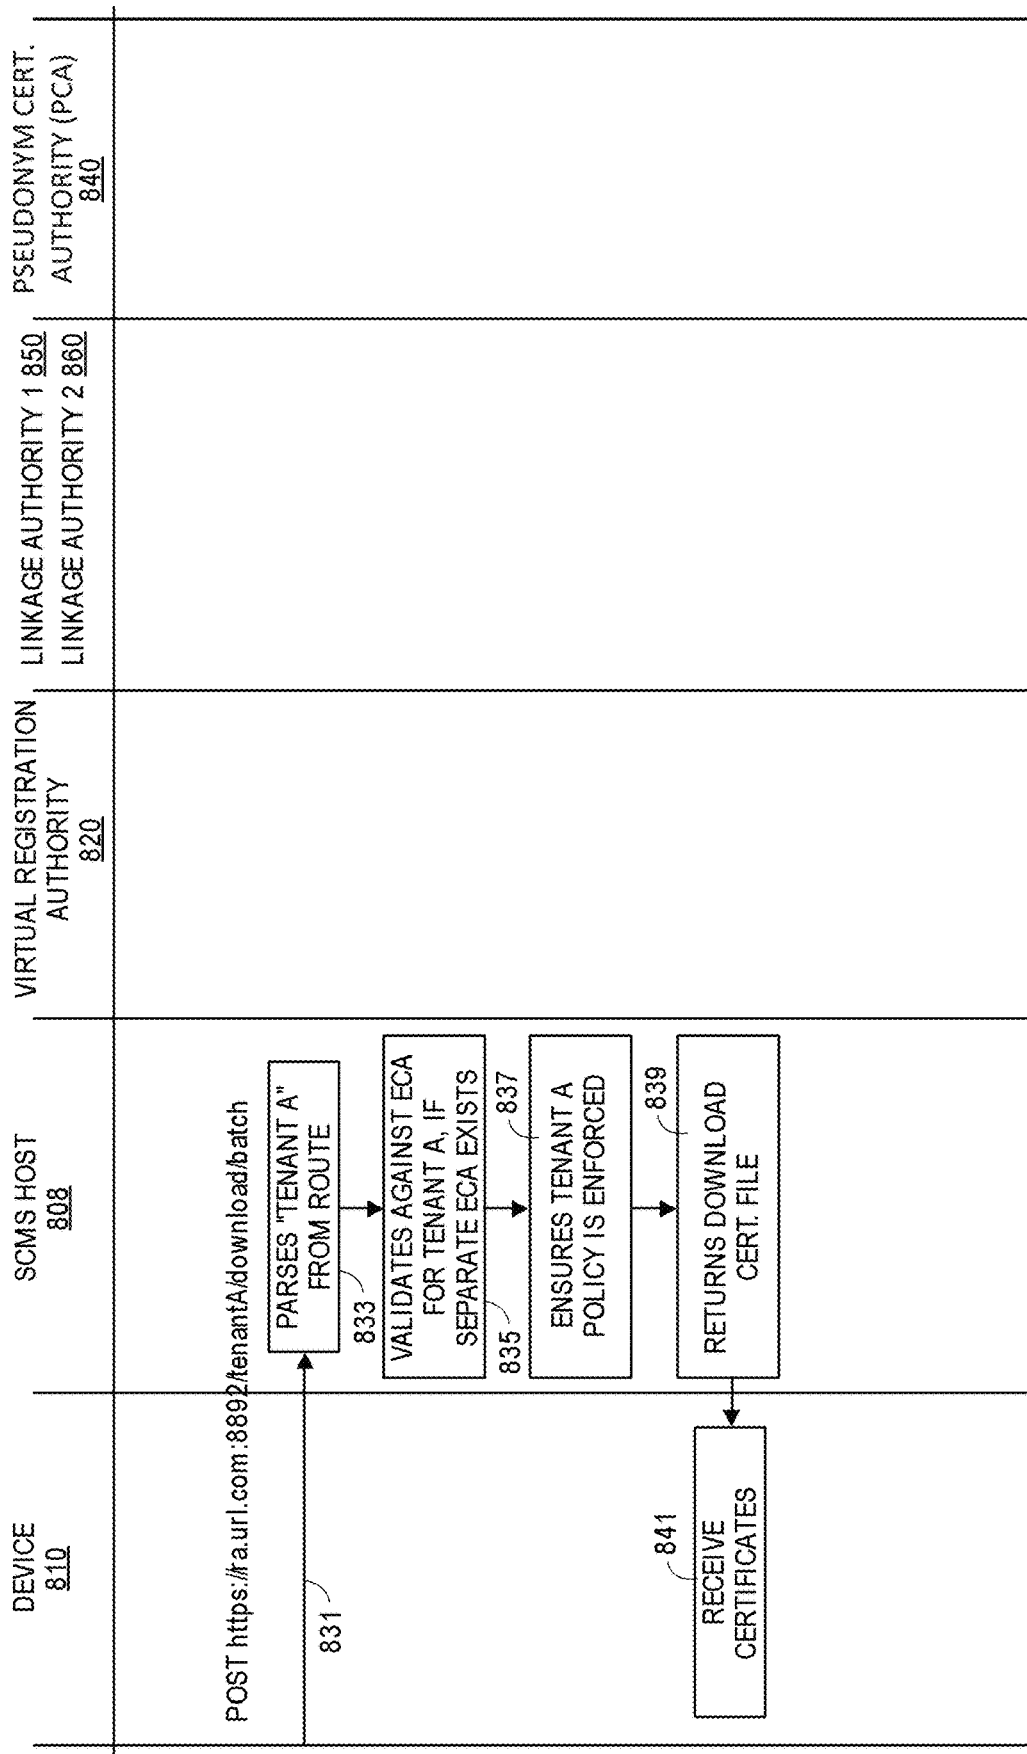 DEVICE
810
SCMS HOST
808
VIRTUAL REGISTRATION
AUTHORITY
820
LINKAGE AUTHORITY 1 850
LINKAGE AUTHORITY 2 860
PSEUDONYM CERT.
AUTHORITY (PCA)
840
POST https://ra.url.com:8892/tenantA/download/batch
831
PARSES "TENANT A"
FROM ROUTE
833
VALIDATES AGAINST ECA
FOR TENANT A, IF
SEPARATE ECA EXISTS
835
837
ENSURES TENANT A
POLICY IS ENFORCED
839
RETURNS DOWNLOAD
CERT. FILE
841
RECEIVE
CERTIFICATES